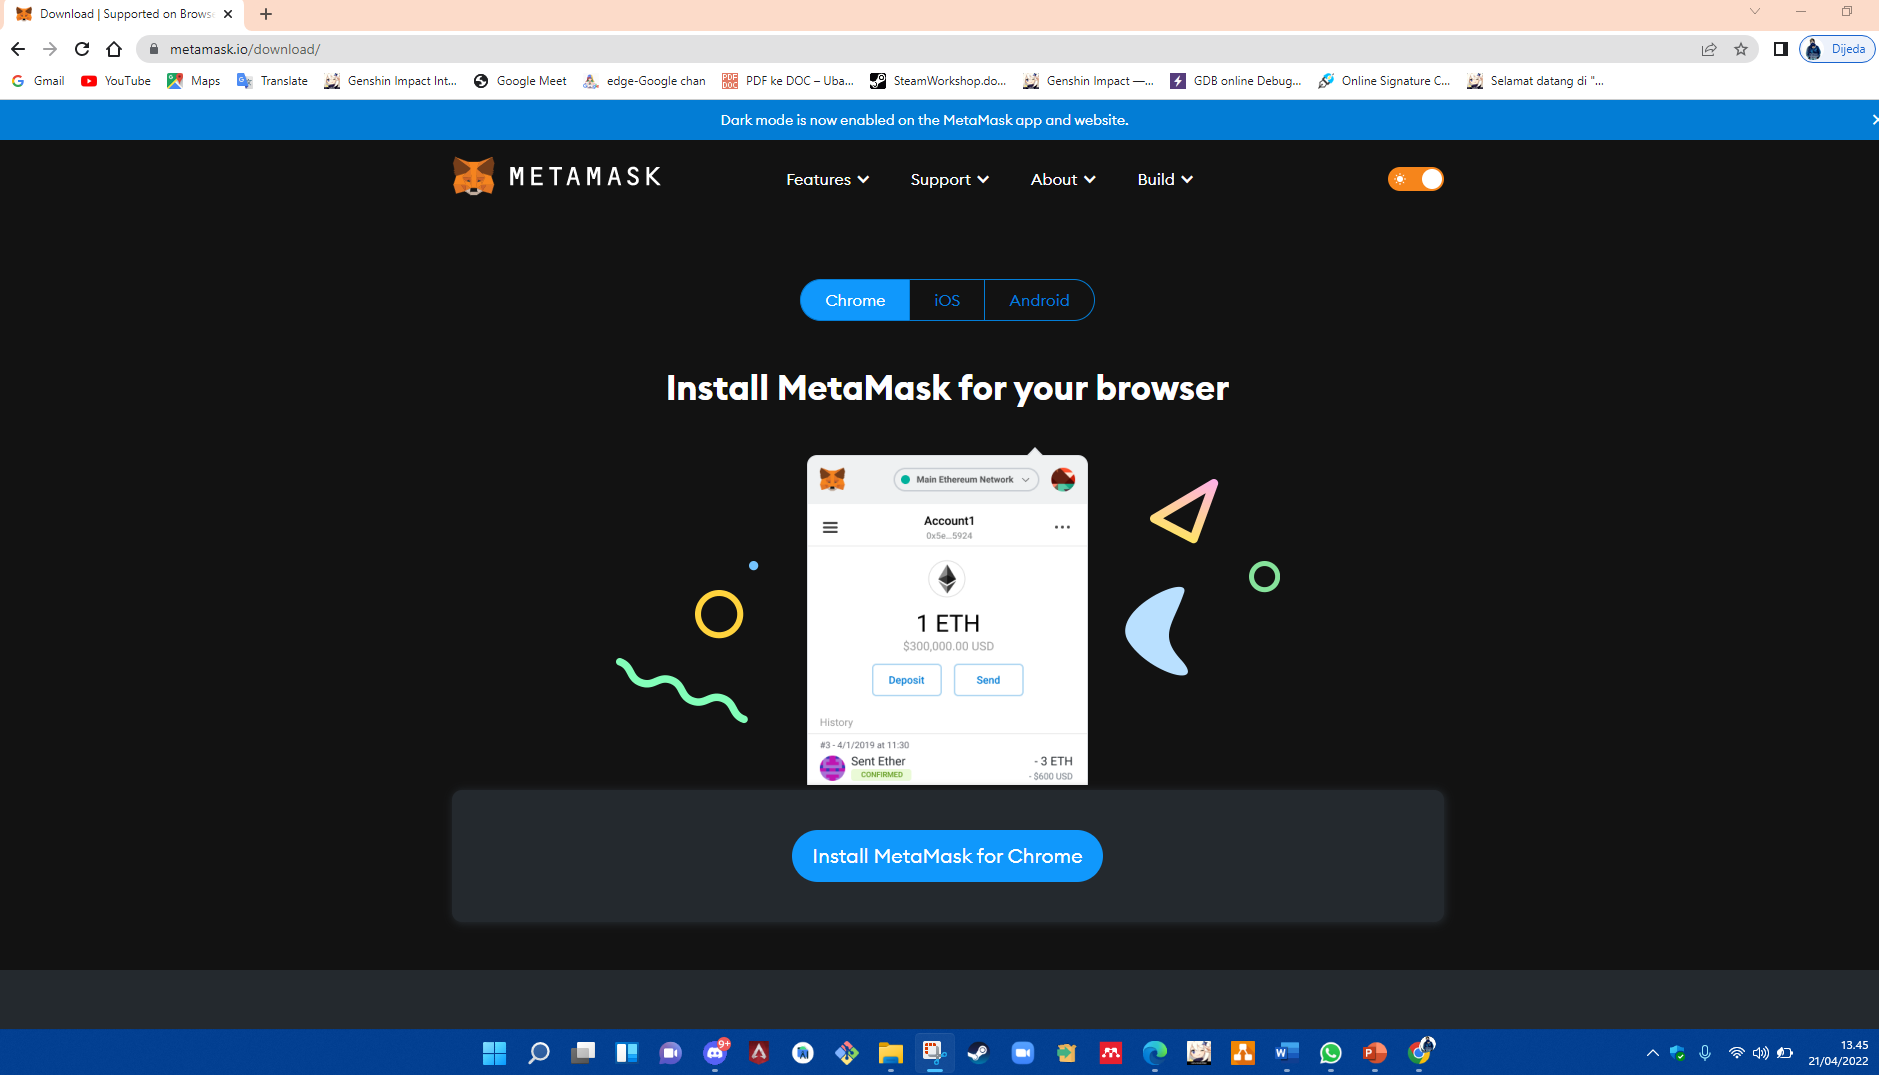 Download | Supported on Brows
metamask.io/download/
Dijeda
Gmail
YouTube
Maps
Translate
Genshin Impact Int...
Google Meet
edge-Google chan
PDF ke DOC – Uba...
SteamWorkshop.do...
Genshin Impact —...
GDB online Debug...
Online Signature C...
Selamat datang di "...
Dark mode is now enabled on the MetaMask app and website.
METAMASK
Features
Support
About
Build
Chrome
iOS
Android
Install MetaMask for your browser
Main Ethereum Network
Account1
0x5e...5924
1 ETH
$300,000.00 USD
Deposit
Send
History
#3 - 4/1/2019 at 11:30
Sent Ether
- 3 ETH
CONFIRMED
- $600 USD
Install MetaMask for Chrome
9+
13.45
21/04/2022